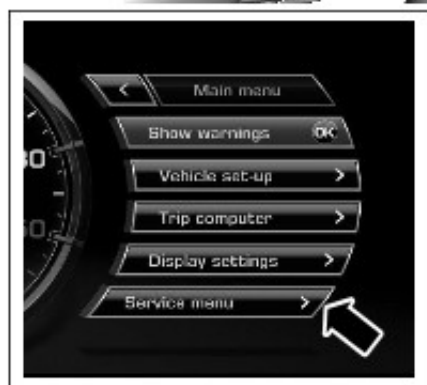 Main menu
Show warnings OK
Vehicle set-up
Trip computer
Display settings
Service menu